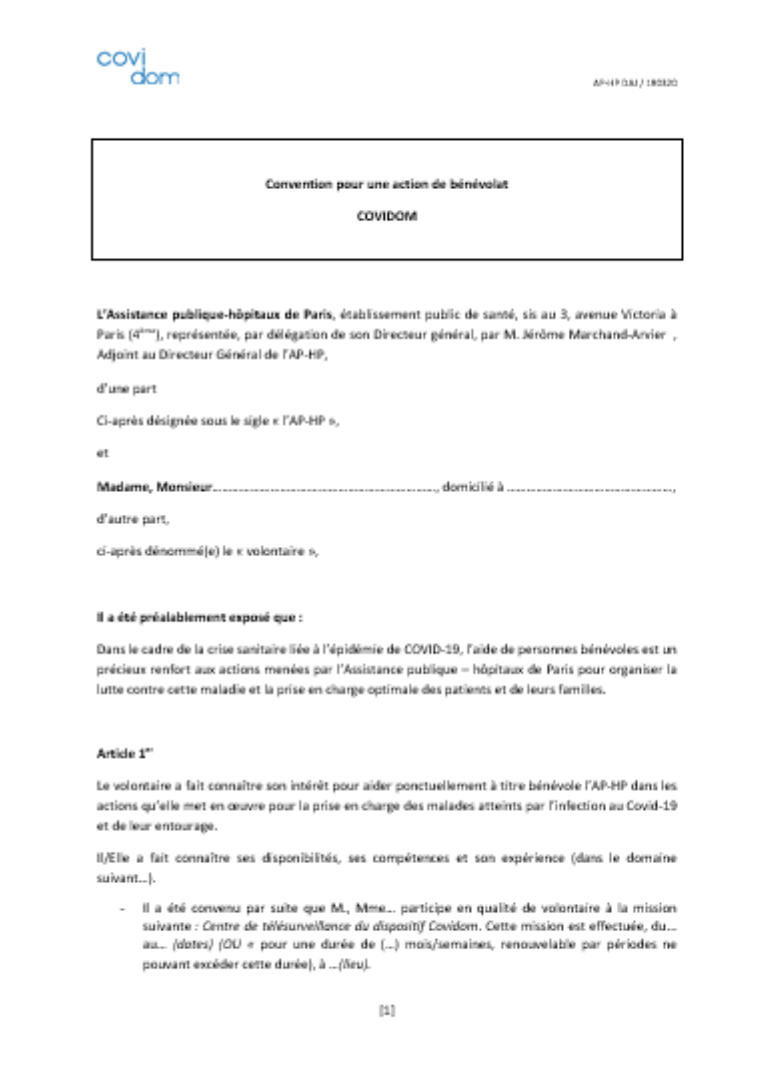 covi
dom
AP-HP DAJ / 180320
Convention pour une action de bénévolat
COVIDOM
L'Assistance publique-hôpitaux de Paris, établissement public de santé, sis au 3, avenue Victoria à
Paris (4ème), représentée, par délégation de son Directeur général, par M. Jérôme Marchand-Arvier ,
Adjoint au Directeur Général de l'AP-HP,
d'une part
Ci-après désignée sous le sigle « l'AP-HP »,
et
Madame, Monsieur......................................................., domicilié à .........................................,
d'autre part,
ci-après dénommé(e) le « volontaire »,
Il a été préalablement exposé que :
Dans le cadre de la crise sanitaire liée à l'épidémie de COVID-19, l'aide de personnes bénévoles est un
précieux renfort aux actions menées par l'Assistance publique – hôpitaux de Paris pour organiser la
lutte contre cette maladie et la prise en charge optimale des patients et de leurs familles.
Article 1er
Le volontaire a fait connaître son intérêt pour aider ponctuellement à titre bénévole l'AP-HP dans les
actions qu'elle met en œuvre pour la prise en charge des malades atteints par l'infection au Covid-19
et de leur entourage.
Il/Elle a fait connaître ses disponibilités, ses compétences et son expérience (dans le domaine
suivant...).
- Il a été convenu par suite que M., Mme... participe en qualité de volontaire à la mission
suivante : Centre de télésurveillance du dispositif Covidom. Cette mission est effectuée, du...
au... (dates) (OU « pour une durée de (...) mois/semaines, renouvelable par périodes ne
pouvant excéder cette durée), à ...(lieu).
[1]